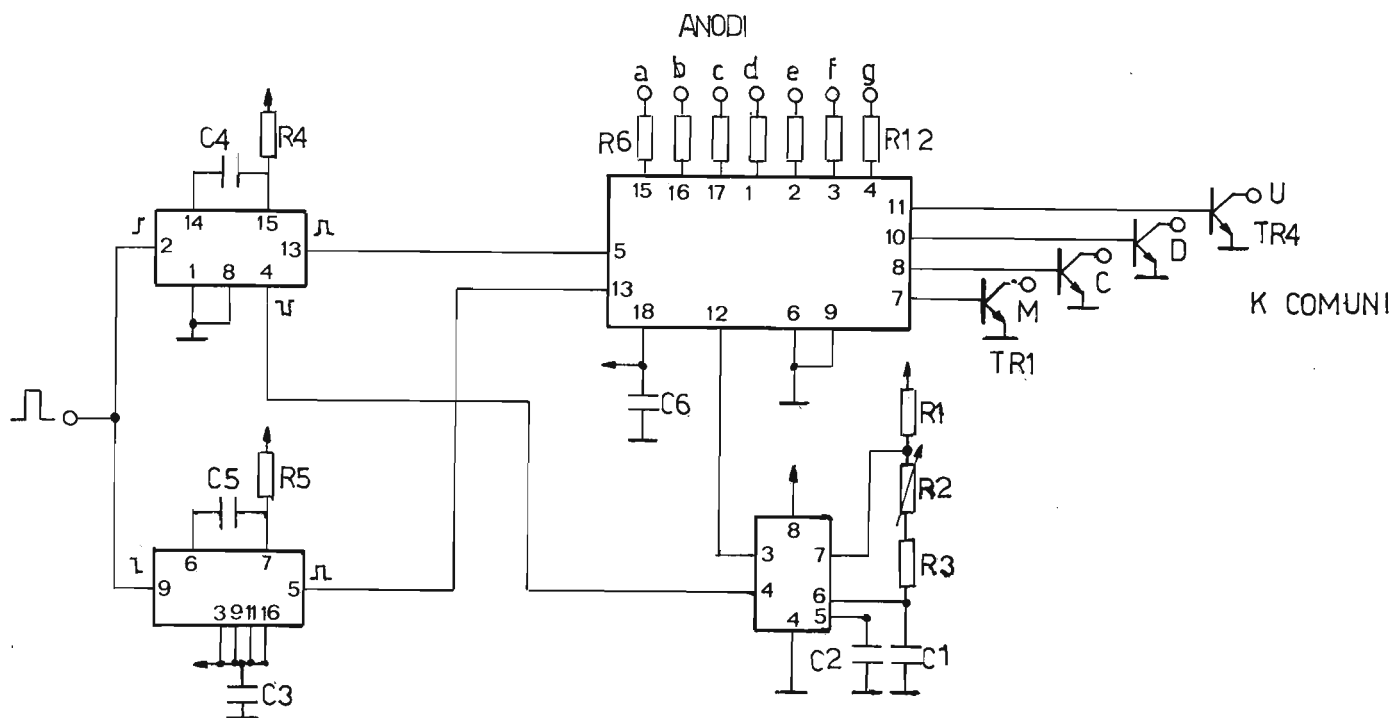 ANODI
a b c d e f g
C4 R4
R6 R12
14 15
15 16 17 1 2 3 4
11 U
2 13
5 10 TR4
D
1 8 4
13 8 C
7 M
18 12 6 9
K COMUNI
TR1
C6
R1
C5 R5
R2
8
6 7
3 7
R3
9 5
4 6
5
3 9 11 16
4
C2 C1
C3